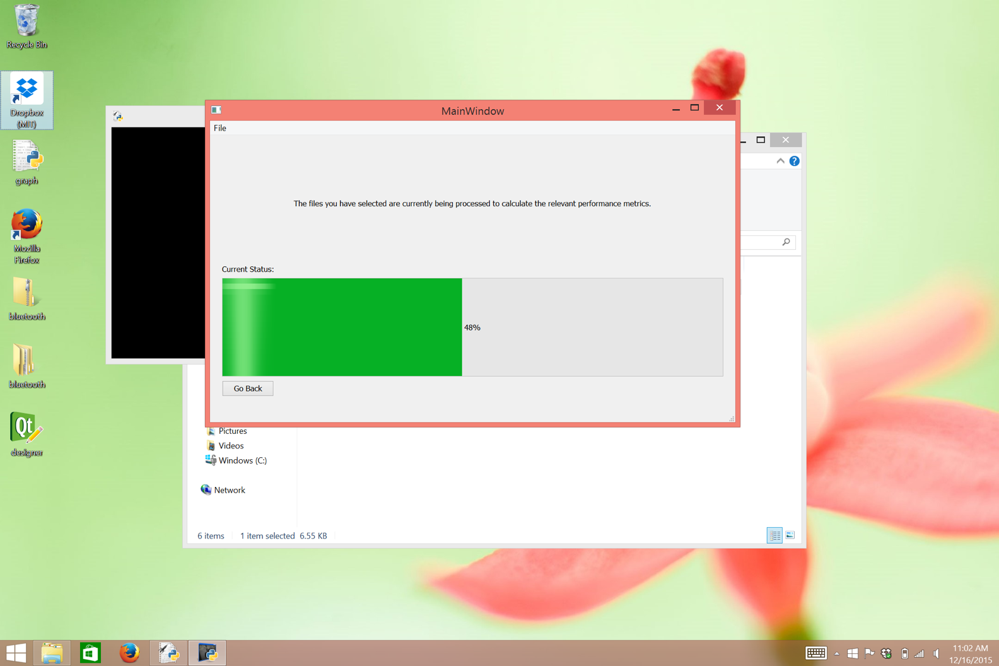 Recycle Bin
Dropbox
(MIT)
graph
Mozilla
Firefox
bluetooth
bluetooth
Qt
designer
MainWindow
File
The files you have selected are currently being processed to calculate the relevant performance metrics.
Current Status:
48%
Go Back
Pictures
Videos
Windows (C:)
Network
6 items 1 item selected 6.55 KB
11:02 AM
12/16/2015